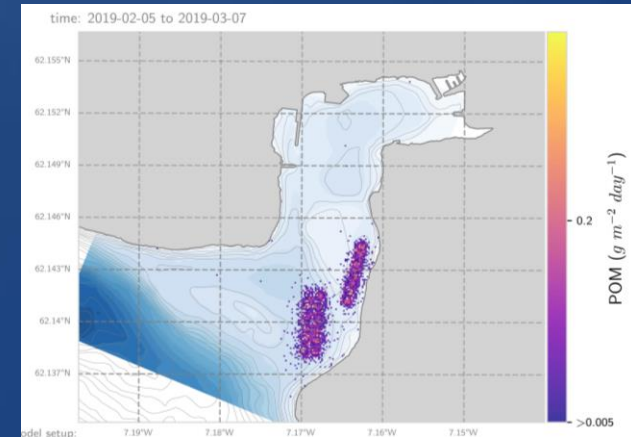 time: 2019-02-05 to 2019-03-07
62.155°N
62.152°N
62.149°N
62.146°N
62.143°N
62.14°N
62.137°N
7.19°W
7.18°W
7.17°W
7.16°W
7.15°W
odel setup:
0.2
>0.005
POM (g m⁻² day⁻¹)